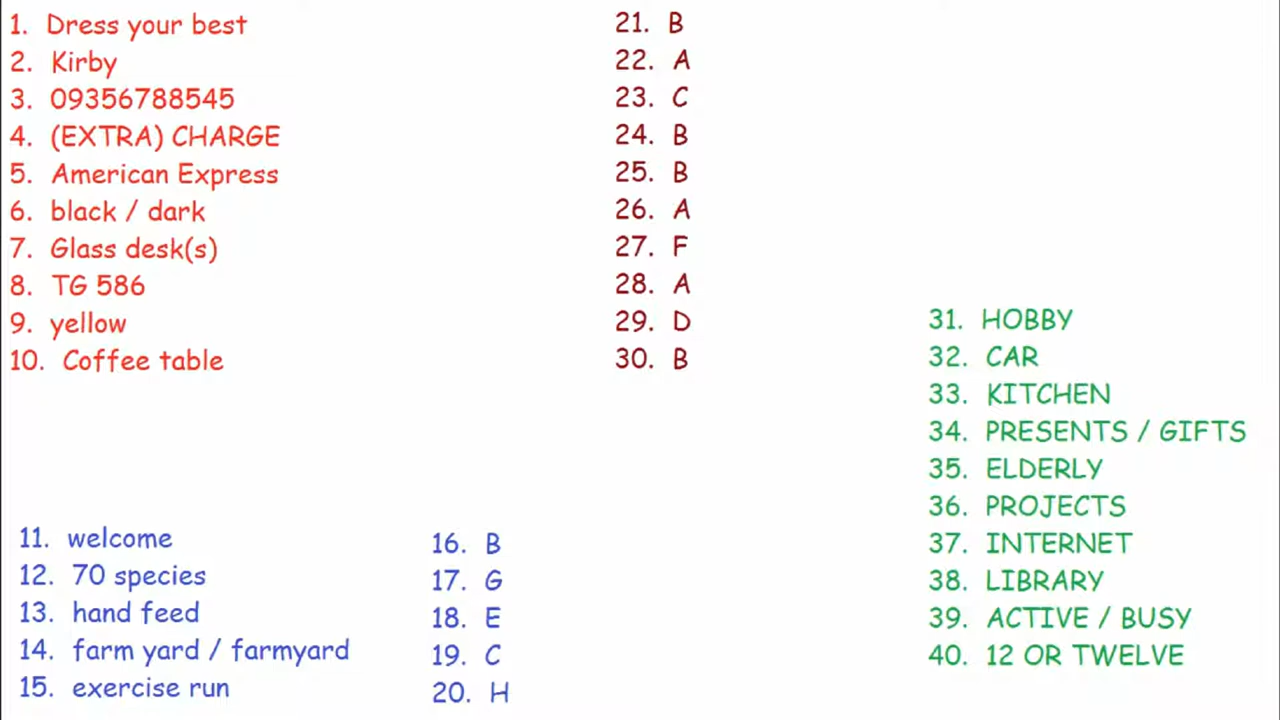 1. Dress your best
2. Kirby
3. 09356788545
4. (EXTRA) CHARGE
5. American Express
6. black / dark
7. Glass desk(s)
8. TG 586
9. yellow
10. Coffee table
11. welcome
12. 70 species
13. hand feed
14. farm yard / farmyard
15. exercise run
16. B
17. G
18. E
19. C
20. H
21. B
22. A
23. C
24. B
25. B
26. A
27. F
28. A
29. D
30. B
31. HOBBY
32. CAR
33. KITCHEN
34. PRESENTS / GIFTS
35. ELDERLY
36. PROJECTS
37. INTERNET
38. LIBRARY
39. ACTIVE / BUSY
40. 12 OR TWELVE